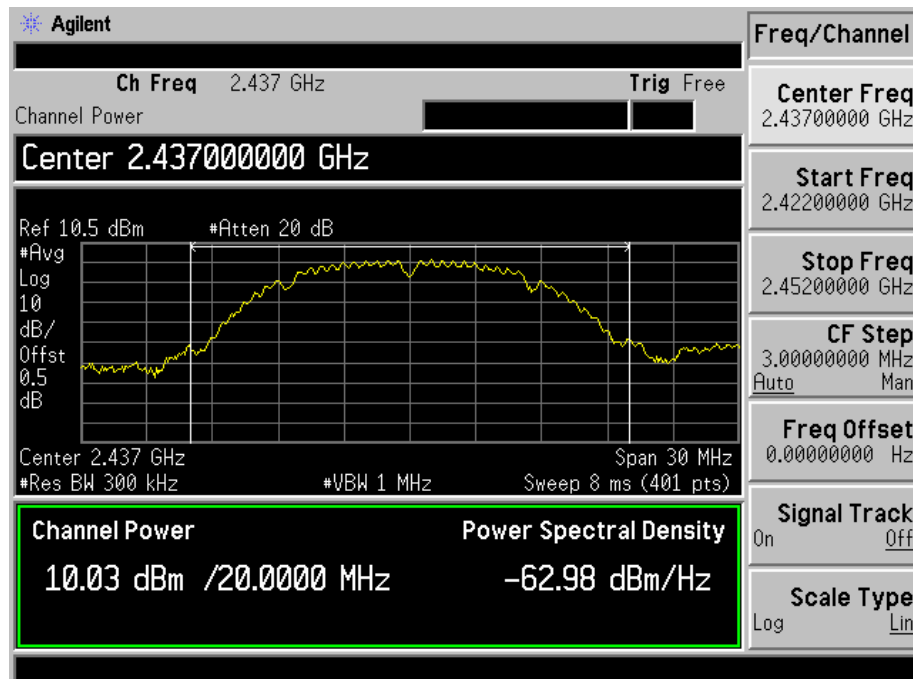 Agilent
Freq/Channel
Ch Freq 2.437 GHz Trig Free
Channel Power
Center 2.437000000 GHz
Ref 10.5 dBm #Atten 20 dB
#Avg
Log
10
dB/
Offst
0.5
dB
Center 2.437 GHz Span 30 MHz
#Res BW 300 kHz #VBW 1 MHz Sweep 8 ms (401 pts)
Channel Power Power Spectral Density
10.03 dBm /20.0000 MHz -62.98 dBm/Hz
Center Freq
2.43700000 GHz
Start Freq
2.42200000 GHz
Stop Freq
2.45200000 GHz
CF Step
3.00000000 MHz
Auto Man
Freq Offset
0.00000000 Hz
Signal Track
On Off
Scale Type
Log Lin